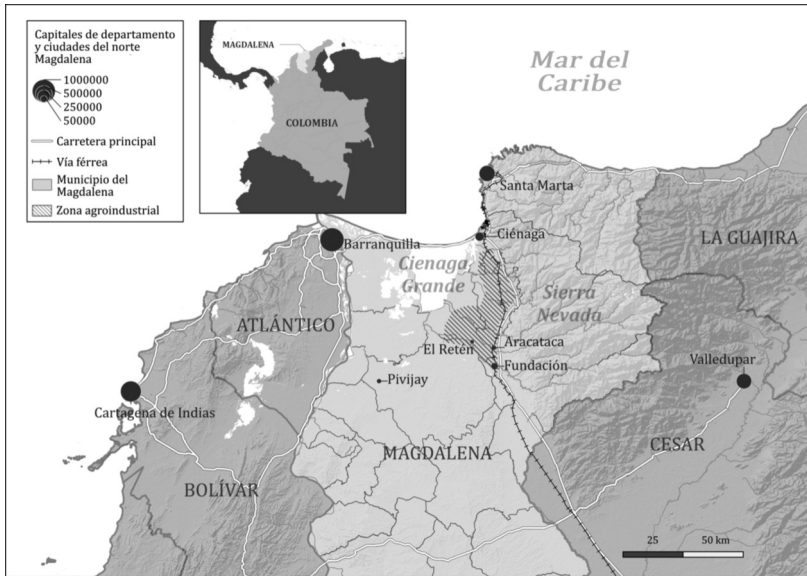 Capitales de departamento
y ciudades del norte
Magdalena
1000000
500000
250000
50000
Carretera principal
Vía férrea
Municipio del
Magdalena
Zona agroindustrial
MAGDALENA
COLOMBIA
Mar del
Caribe
Santa Marta
Ciénaga
Barranquilla
LA GUAJIRA
Cienaga
Grande
Sierra
Nevada
ATLÁNTICO
El Retén
Aracataca
Fundación
Valledupar
Pivijay
Cartagena de Indias
MAGDALENA
CESAR
BOLÍVAR
25
50 km